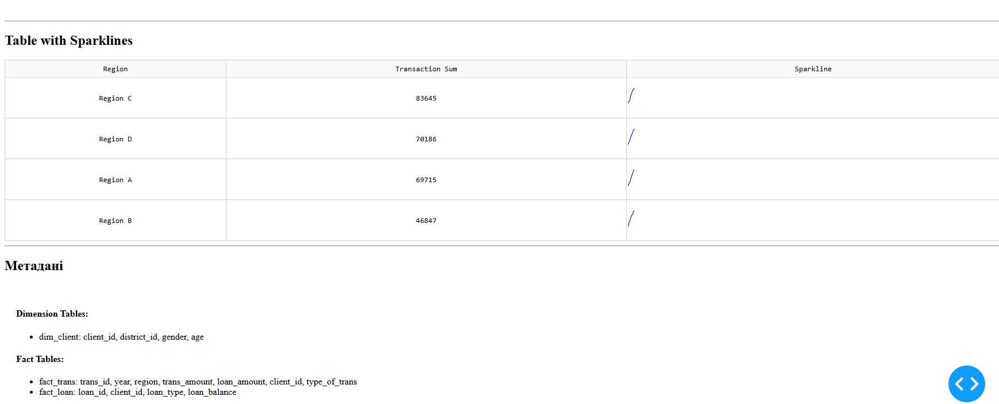 Table with Sparklines
Region Transaction Sum Sparkline
Region C 83645
Region D 70186
Region A 69715
Region B 46847
Метадані
Dimension Tables:
• dim_client: client_id, district_id, gender, age
Fact Tables:
• fact_trans: trans_id, year, region, trans_amount, loan_amount, client_id, type_of_trans
• fact_loan: loan_id, client_id, loan_type, loan_balance